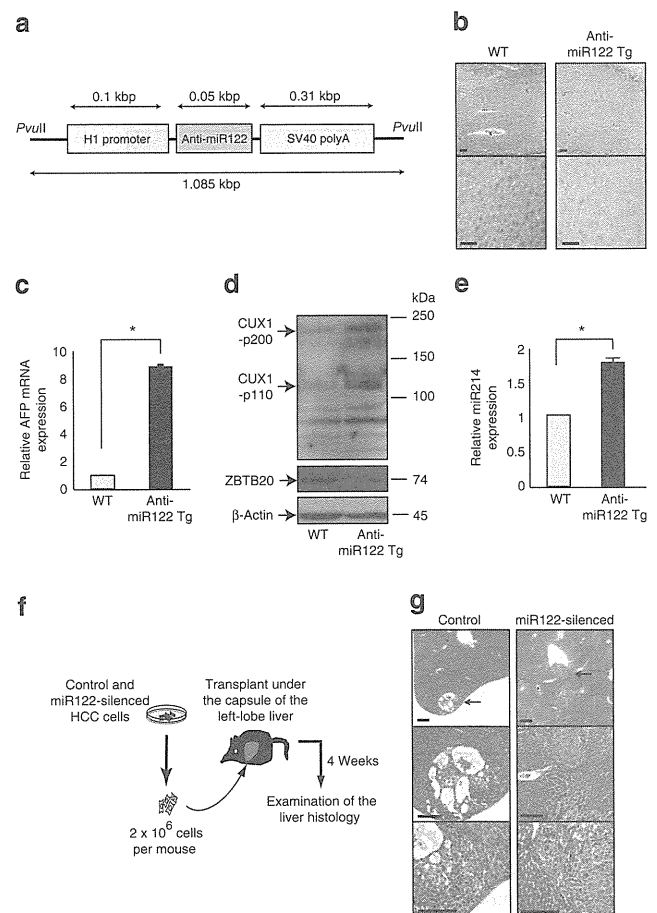 a
0.1 kbp
0.05 kbp
0.31 kbp
PvuII
H1 promoter
Anti-miR122
SV40 polyA
PvuII
1.085 kbp
b
WT
Anti-
miR122 Tg
c
Relative AFP mRNA
expression
10
8
6
4
2
0
*
WT
Anti-
miR122 Tg
d
kDa
CUX1
-p200
CUX1
-p110
250
150
100
ZBTB20
74
β-Actin
45
WT
Anti-
miR122 Tg
e
Relative miR214
expression
2
1.5
1
0.5
0
*
WT
Anti-
miR122 Tg
f
Control and
miR122-silenced
HCC cells
Transplant under
the capsule of the
left-lobe liver
4 Weeks
Examination of the
liver histology
2 x 10^6 cells
per mouse
g
Control
miR122-silenced